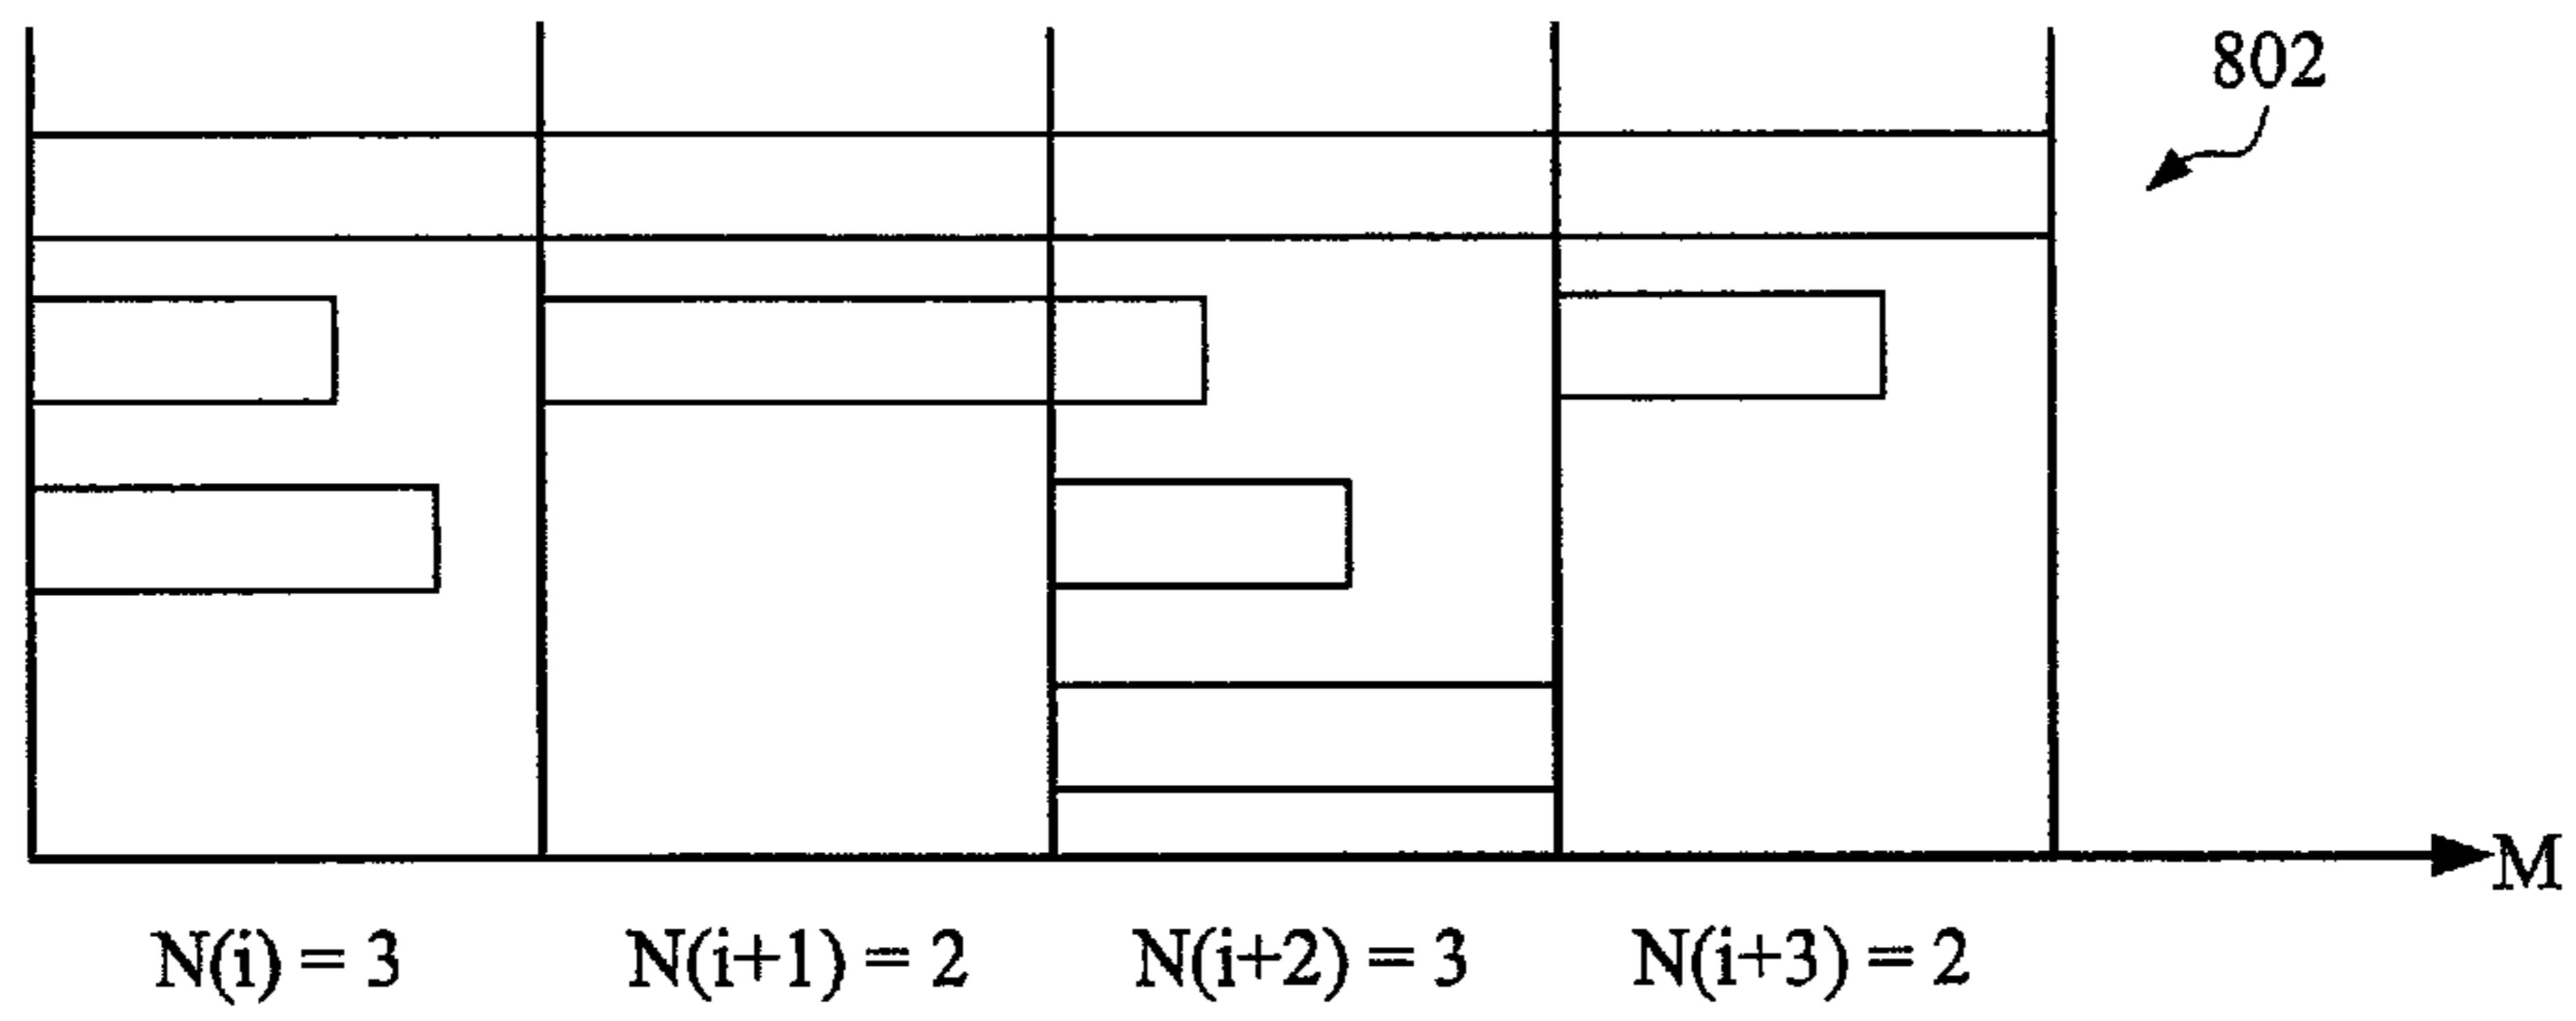 802
M
N(i) = 3 N(i+1) = 2 N(i+2) = 3 N(i+3) = 2